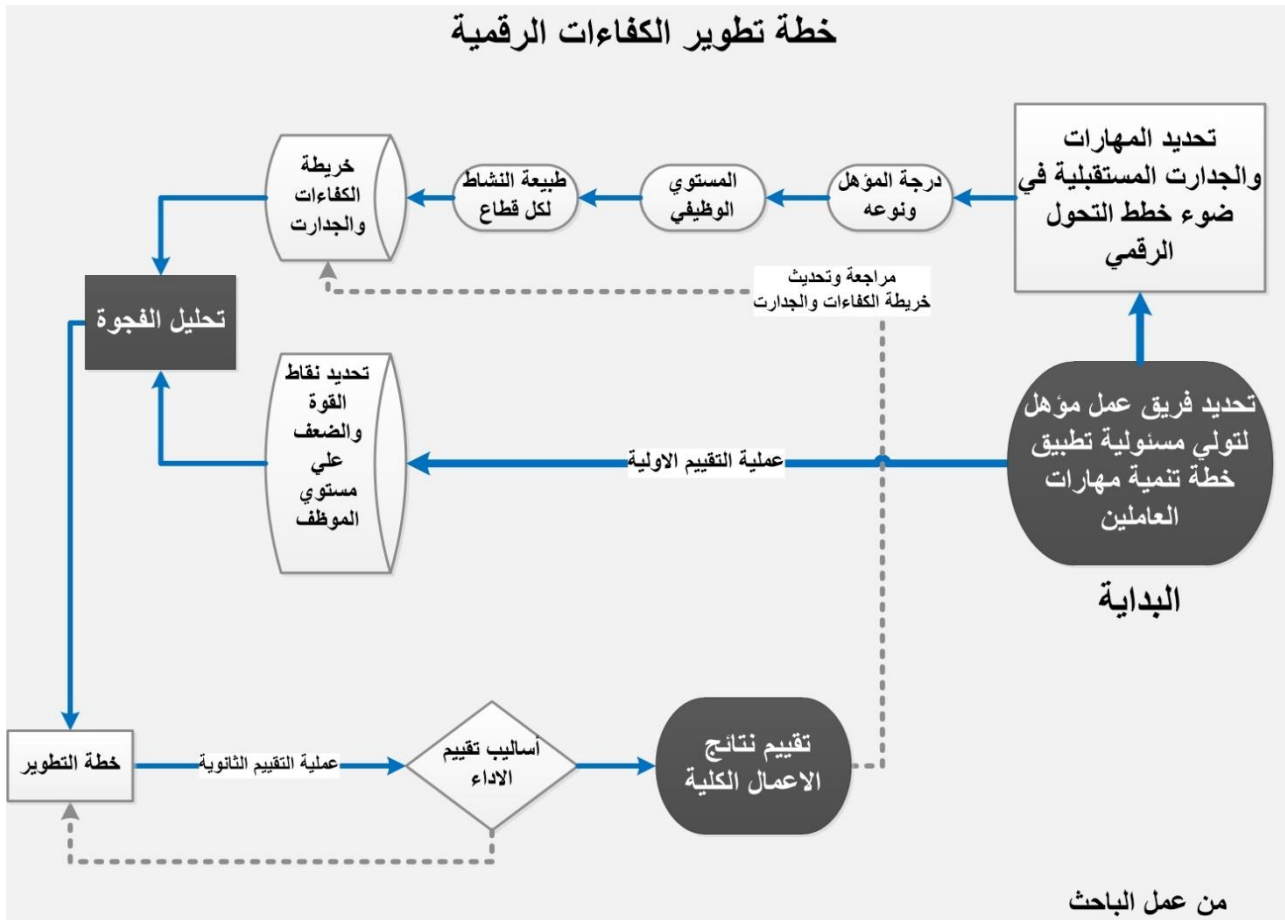 خطة تطوير الكفاءات الرقمية
تحديد المهارات
والجدارت المستقبلية في
ضوء خطط التحول
الرقمي
درجة المؤهل
ونوعه
المستوي
الوظيفي
طبيعة النشاط
لكل قطاع
خريطة
الكفاءات
والجدارت
مراجعة وتحديث
خريطة الكفاءات والجدارت
تحليل الفجوة
تحديد فريق عمل مؤهل
لتولي مسئولية تطبيق
خطة تنمية مهارات
العاملين
البداية
عملية التقييم الاولية
تحديد نقاط
القوة
والضعف
علي
مستوي
الموظف
خطة التطوير
عملية التقييم الثانوية
أساليب تقييم
الاداء
تقييم نتائج
الاعمال الكلية
من عمل الباحث